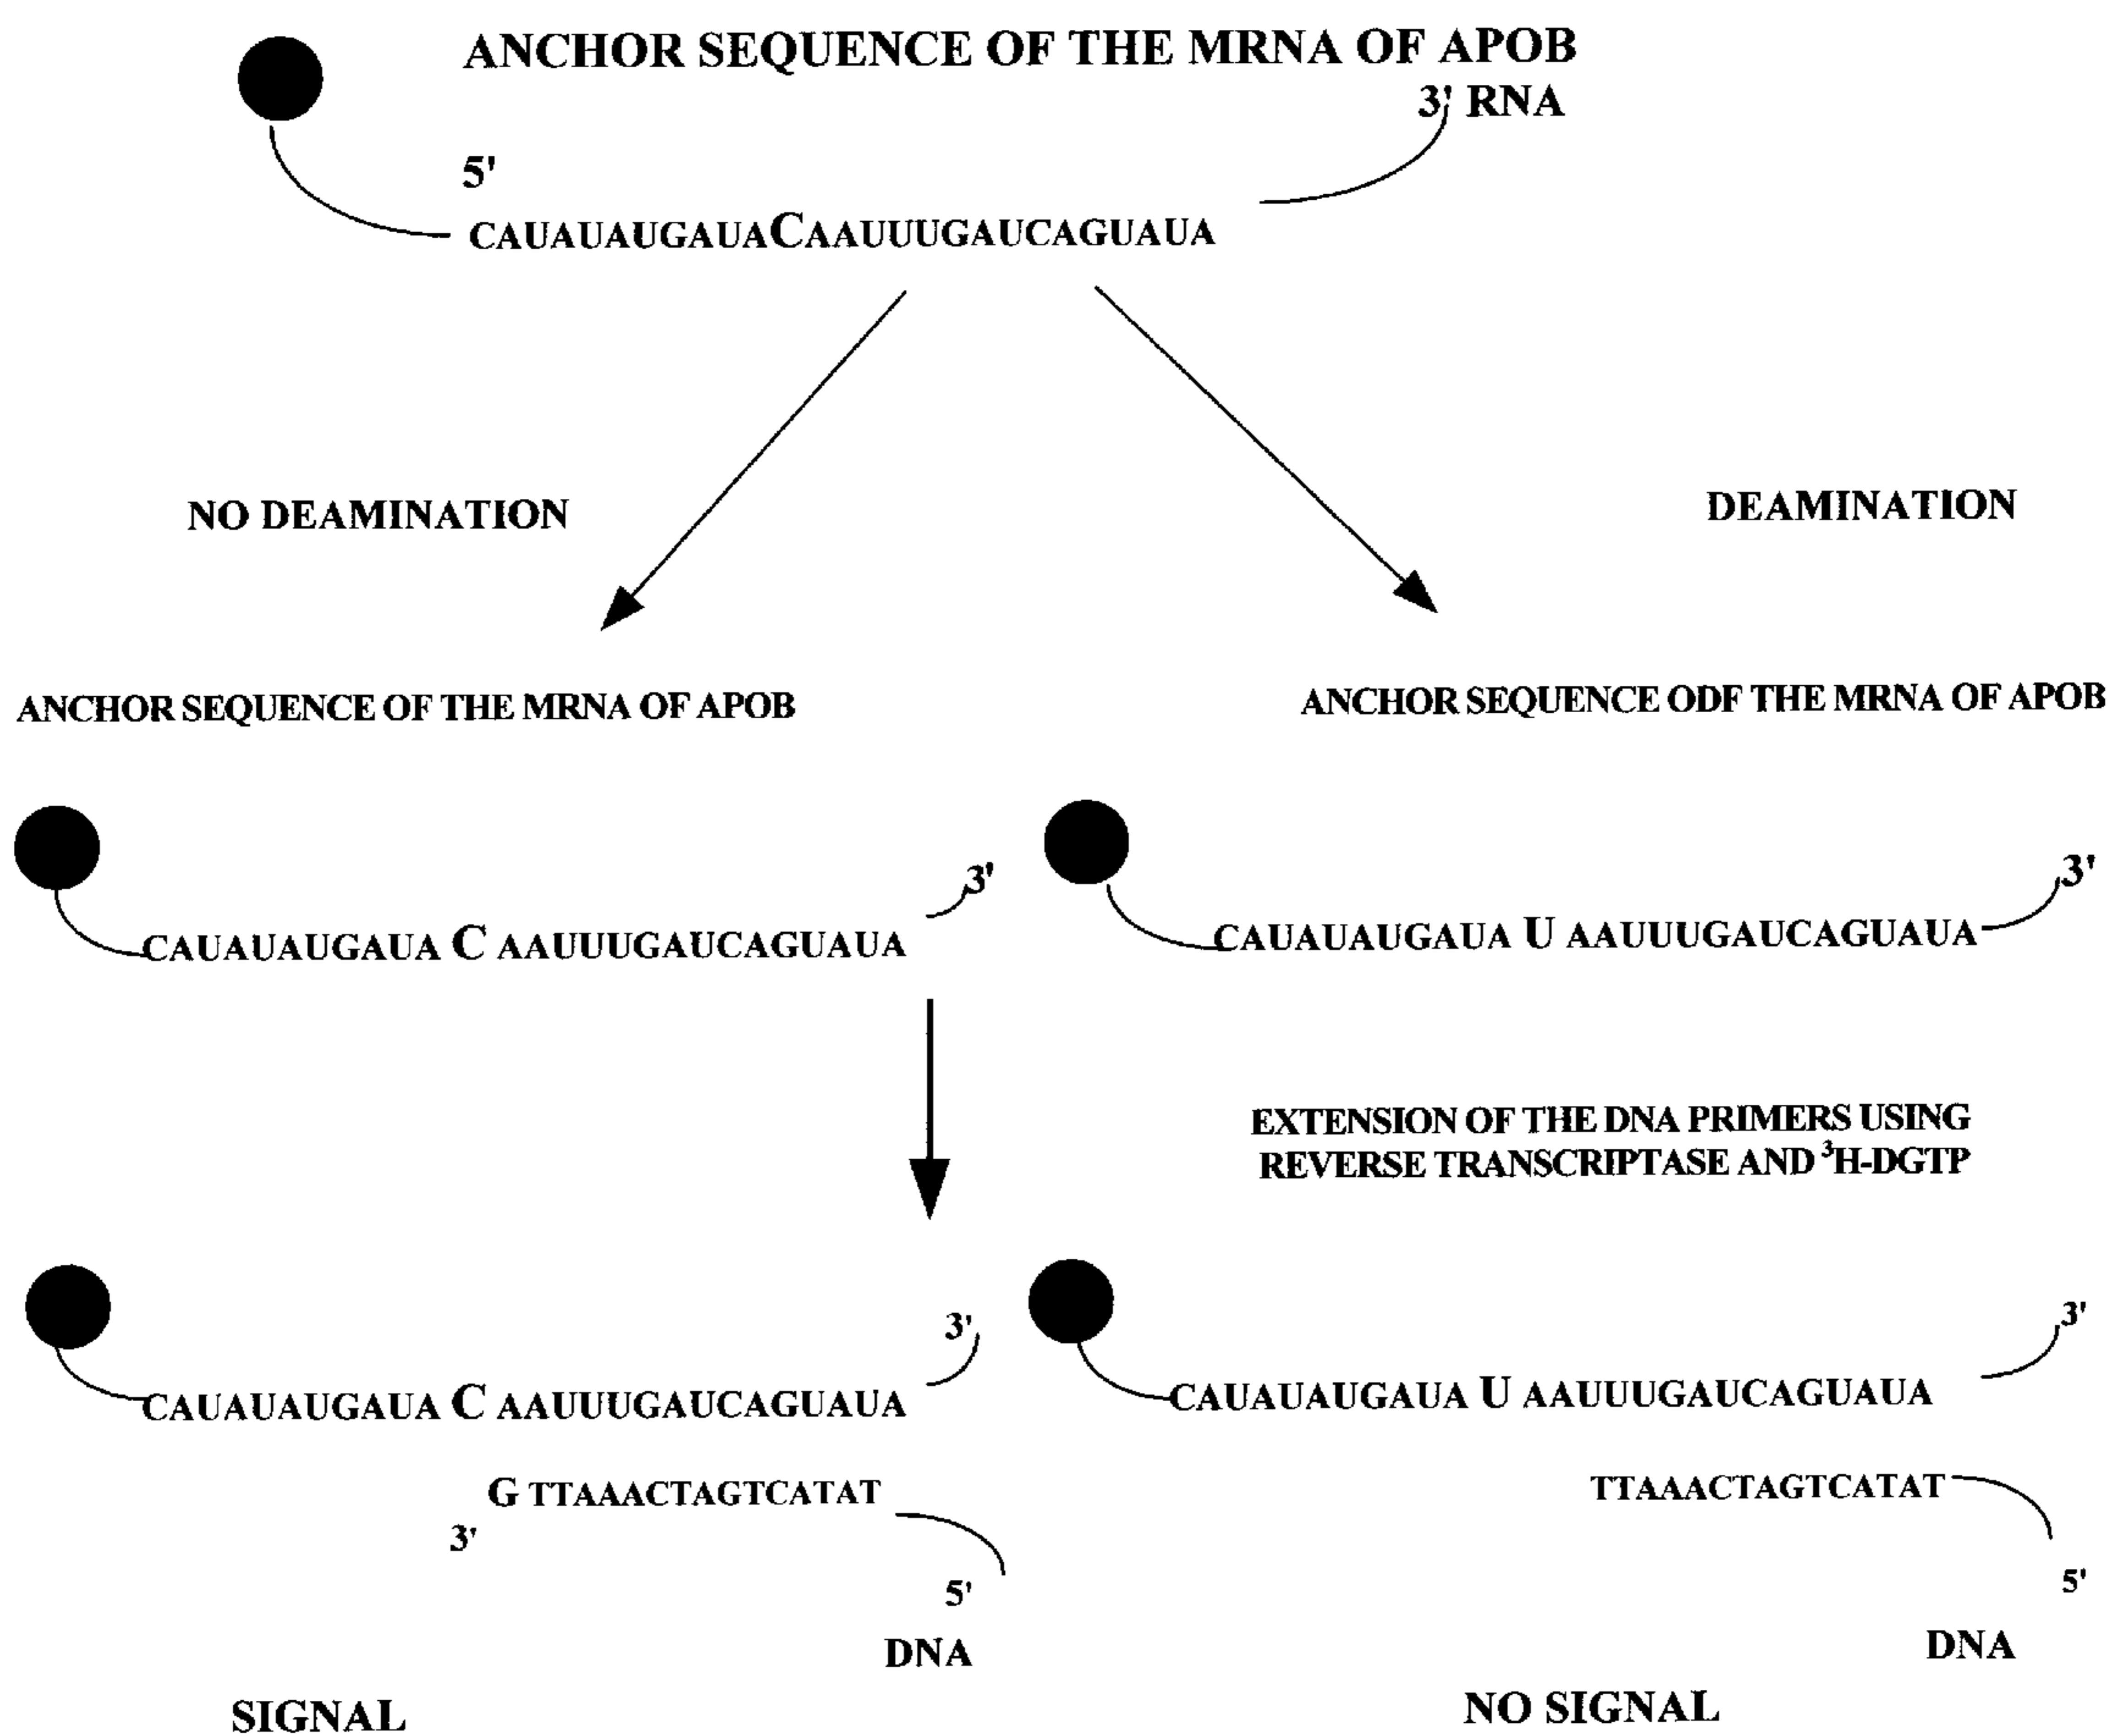 ANCHOR SEQUENCE OF THE MRNA OF APOB
3' RNA
5'
CAUAUAUGAUACAAUUUGAUCAGUAUA
NO DEAMINATION
DEAMINATION
ANCHOR SEQUENCE OF THE MRNA OF APOB
ANCHOR SEQUENCE ODF THE MRNA OF APOB
3'
3'
CAUAUAUGAUA C AAUUUGAUCAGUAUA
CAUAUAUGAUA U AAUUUGAUCAGUAUA
EXTENSION OF THE DNA PRIMERS USING
REVERSE TRANSCRIPTASE AND ³H-DGTP
3'
3'
CAUAUAUGAUA C AAUUUGAUCAGUAUA
CAUAUAUGAUA U AAUUUGAUCAGUAUA
G TTAAACTAGTCATAT
TTAAACTAGTCATAT
3'
5'
5'
DNA
DNA
SIGNAL
NO SIGNAL